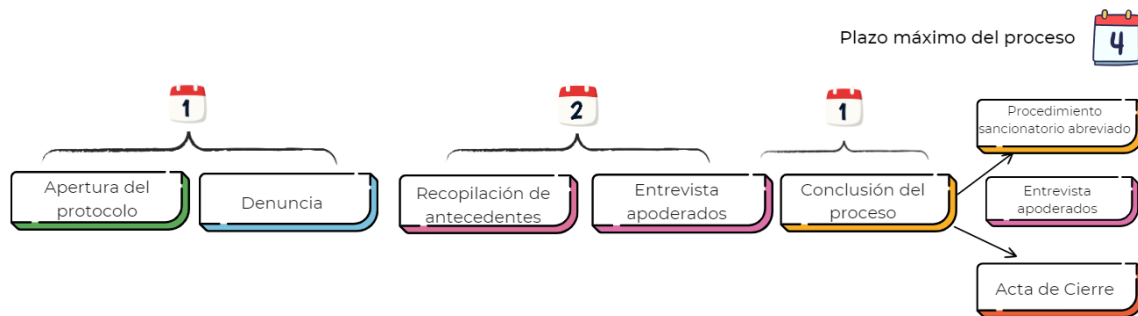 Plazo máximo del proceso
4
1
2
1
Apertura del
protocolo
Denuncia
Recopilación de
antecedentes
Entrevista
apoderados
Conclusión del
proceso
Procedimiento
sancionatorio abreviado
Entrevista
apoderados
Acta de Cierre